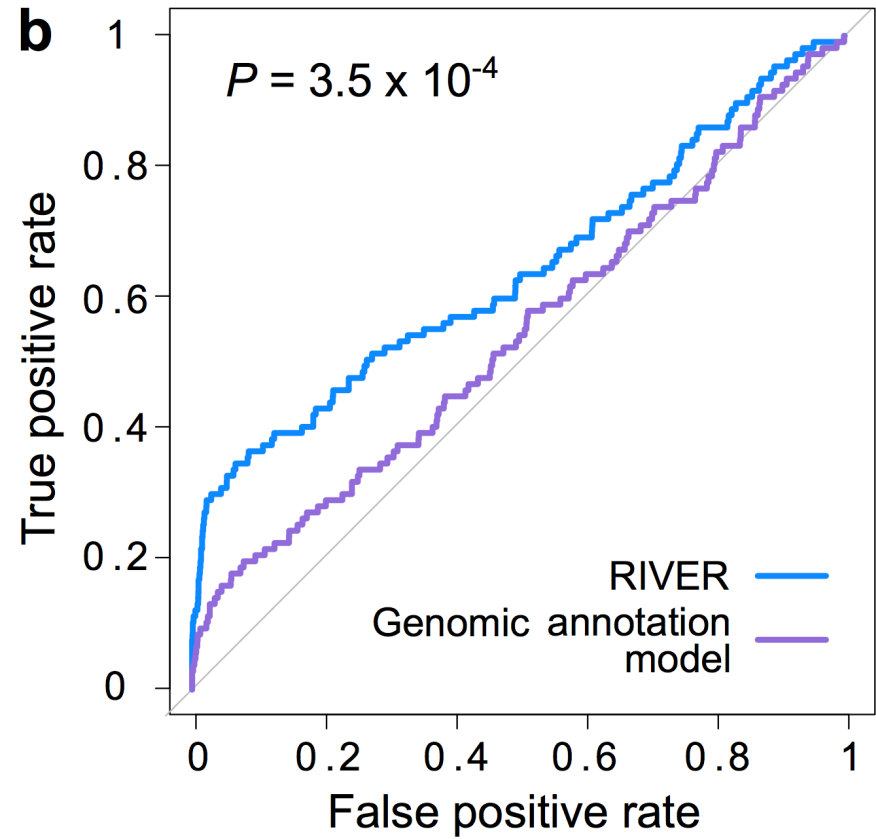 b
P = 3.5 x 10-4
True positive rate
1
0.8
0.6
0.4
0.2
0
RIVER
Genomic annotation
model
0 0.2 0.4 0.6 0.8 1
False positive rate